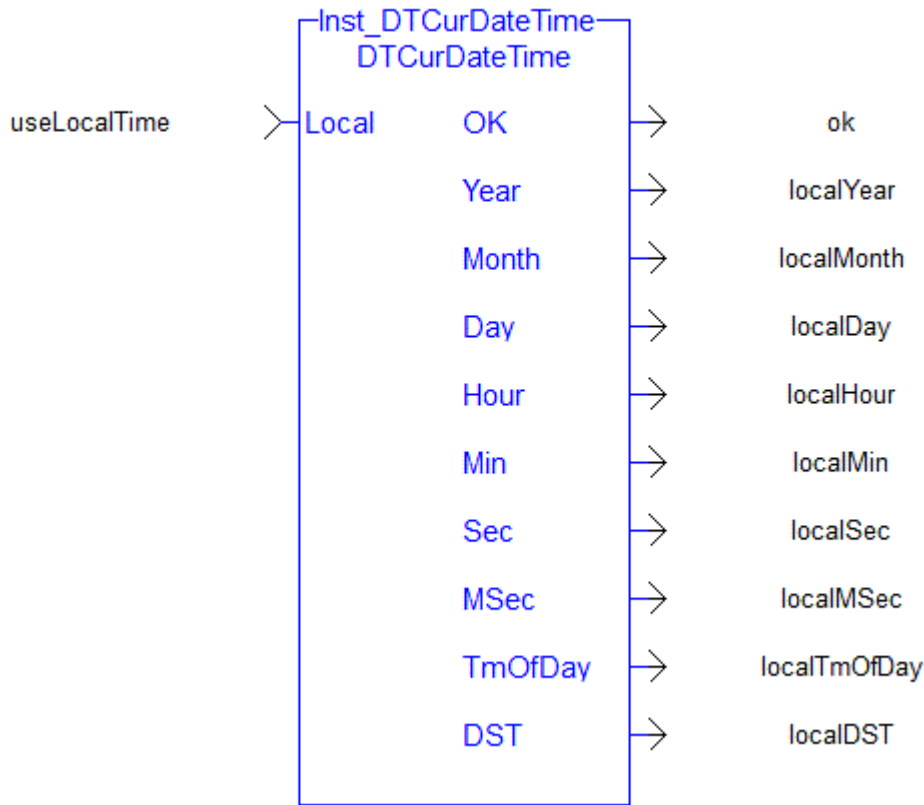 Inst_DTCurDateTime
DTCurDateTime
useLocalTime Local OK ok
Year localYear
Month localMonth
Day localDay
Hour localHour
Min localMin
Sec localSec
MSec localMSec
TmOfDay localTmOfDay
DST localDST